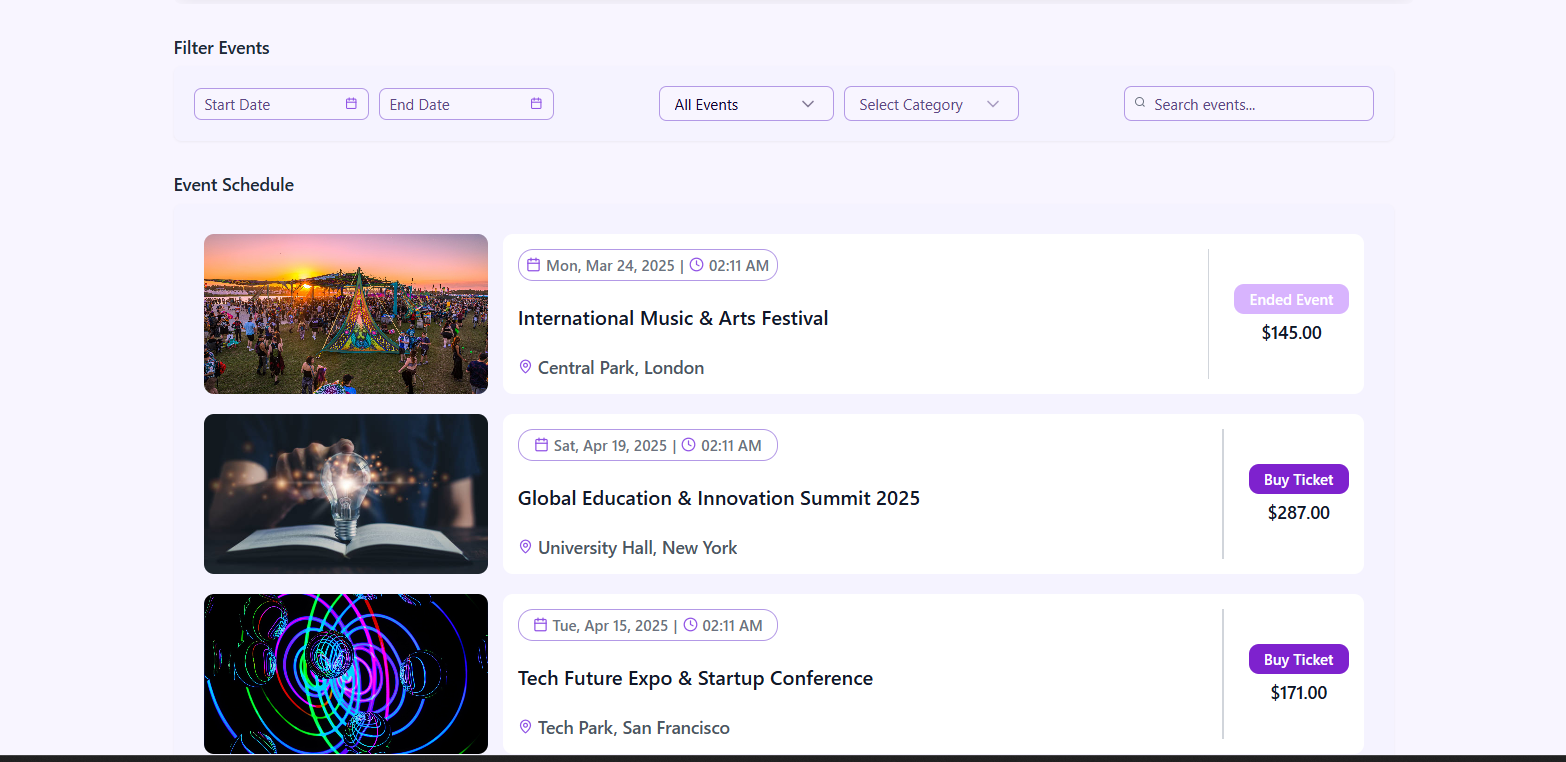 Filter Events
Start Date
End Date
All Events
Select Category
Search events...
Event Schedule
Mon, Mar 24, 2025 | 02:11 AM
International Music & Arts Festival
Central Park, London
Ended Event
$145.00
Sat, Apr 19, 2025 | 02:11 AM
Global Education & Innovation Summit 2025
University Hall, New York
Buy Ticket
$287.00
Tue, Apr 15, 2025 | 02:11 AM
Tech Future Expo & Startup Conference
Tech Park, San Francisco
Buy Ticket
$171.00